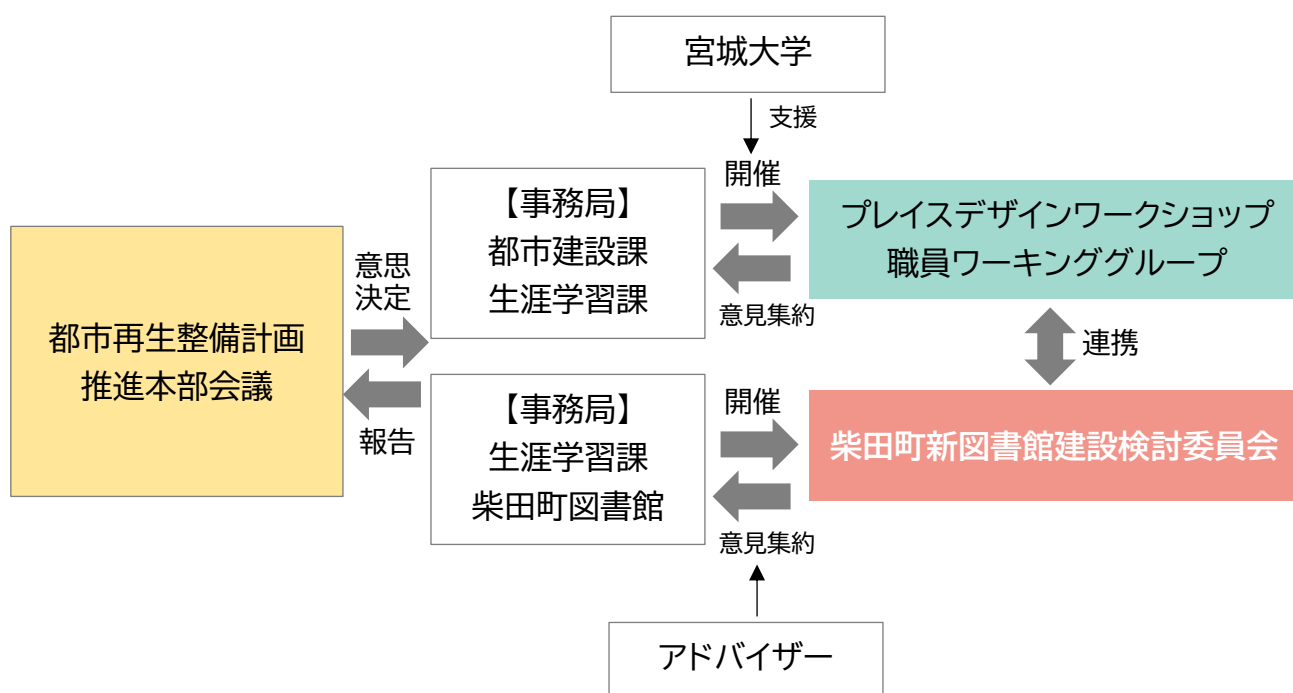 宮城大学
支援
【事務局】
都市建設課
生涯学習課
開催
意見集約
プレイスデザインワークショップ
職員ワーキンググループ
都市再生整備計画
推進本部会議
意思
決定
報告
連携
【事務局】
生涯学習課
柴田町図書館
開催
意見集約
柴田町新図書館建設検討委員会
アドバイザー